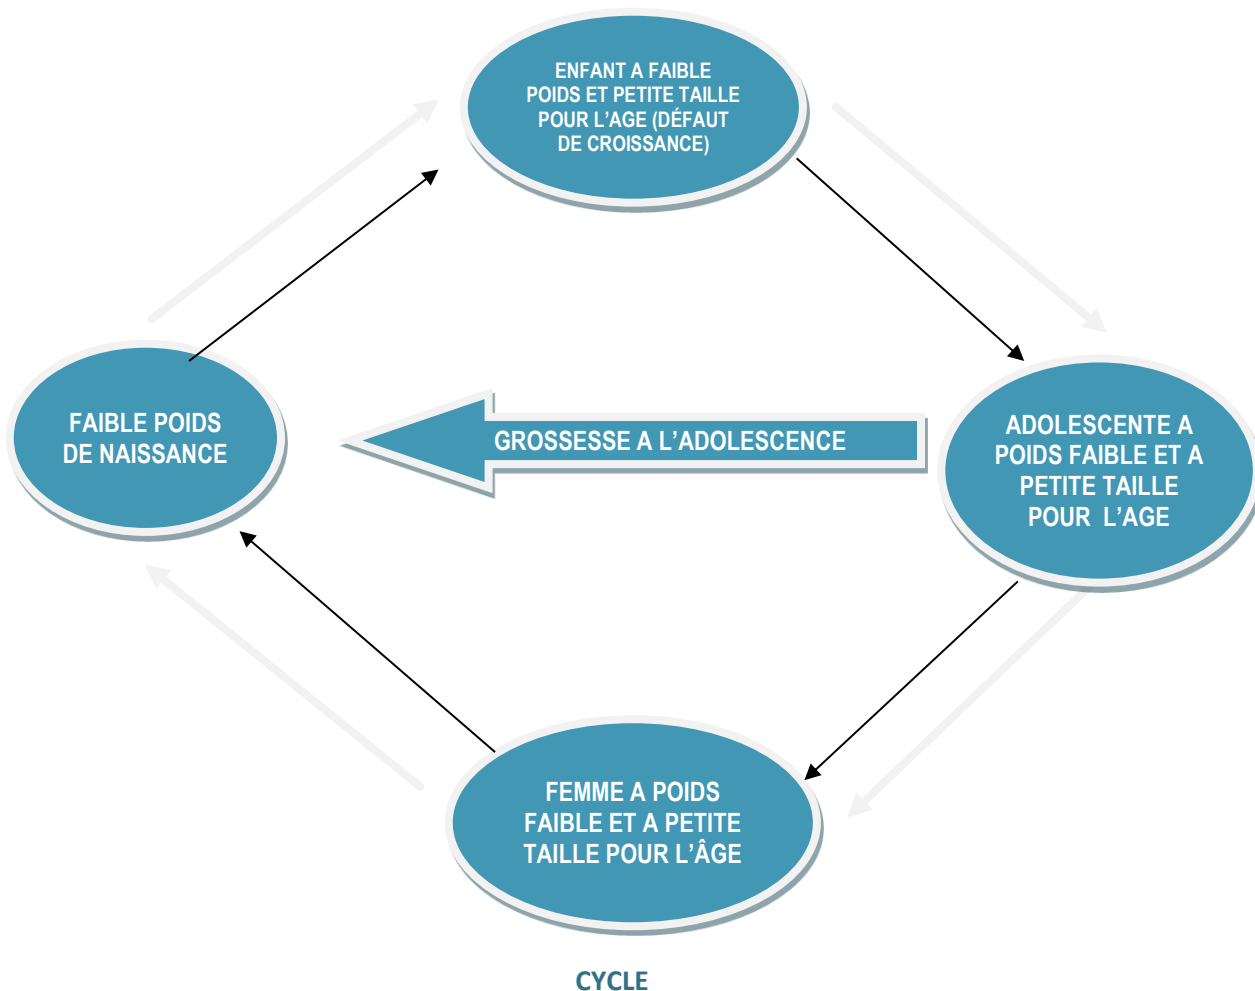 ENFANT A FAIBLE
POIDS ET PETITE TAILLE
POUR L’AGE (DÉFAUT
DE CROISSANCE)
FAIBLE POIDS
DE NAISSANCE
GROSSESSE A L’ADOLESCENCE
ADOLESCENTE A
POIDS FAIBLE ET A
PETITE TAILLE
POUR L’AGE
FEMME A POIDS
FAIBLE ET A PETITE
TAILLE POUR L’ÂGE
CYCLE